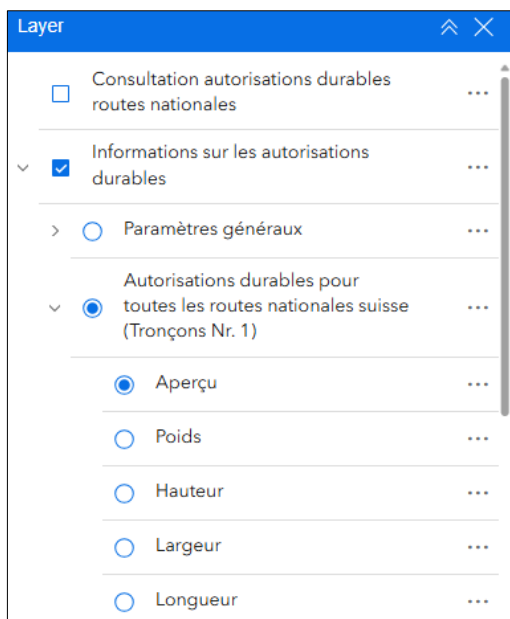 Layer
Consultation autorisations durables
routes nationales
Informations sur les autorisations
durables
Paramètres généraux
Autorisations durables pour
toutes les routes nationales suisse
(Tronçons Nr. 1)
Aperçu
Poids
Hauteur
Largeur
Longueur